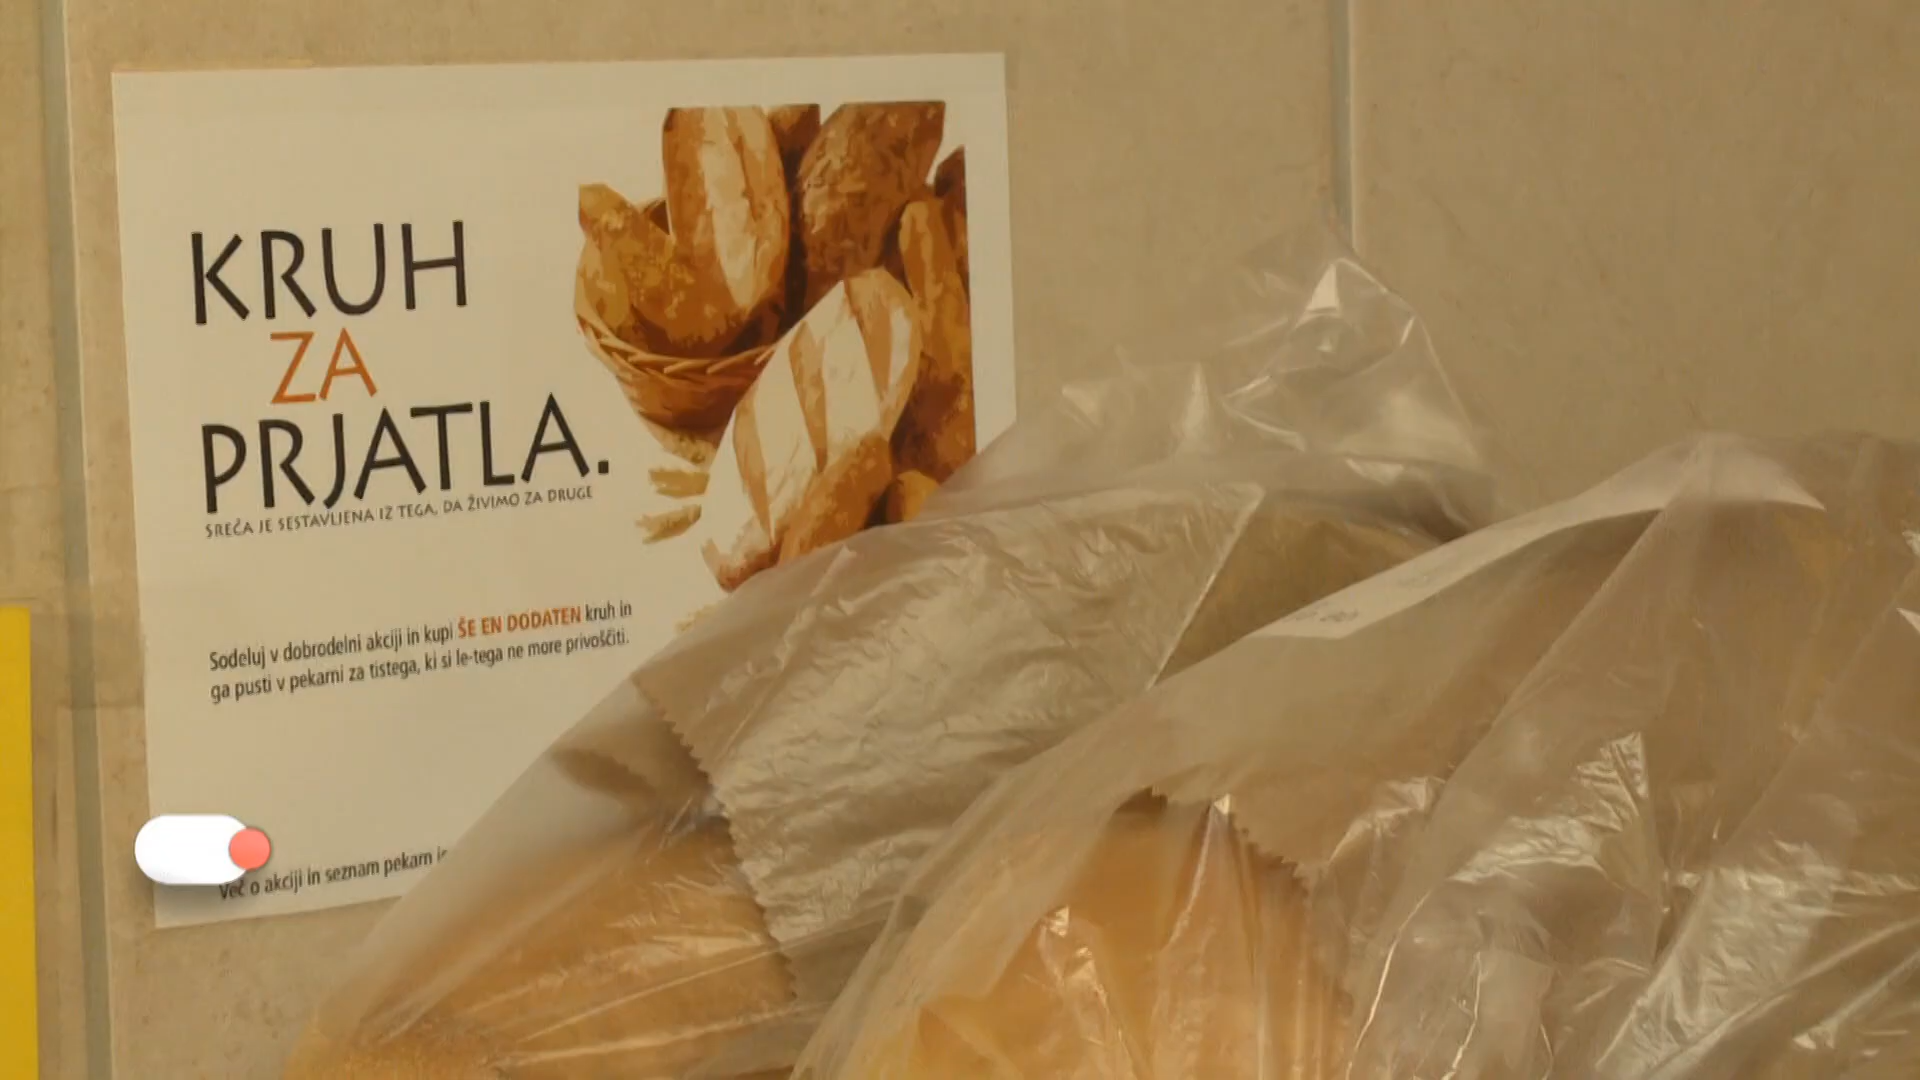 KRUH
ZA
PRJATLA.
SREČA JE SESTAVLJENA IZ TEGA, DA ŽIVIMO ZA DRUGE
Sodeluj v dobrodelni akciji in kupi ŠE EN DODATEN kruh in
ga pusti v pekarni za tistega, ki si le-tega ne more privoščiti.
Več o akciji in seznam pekarn